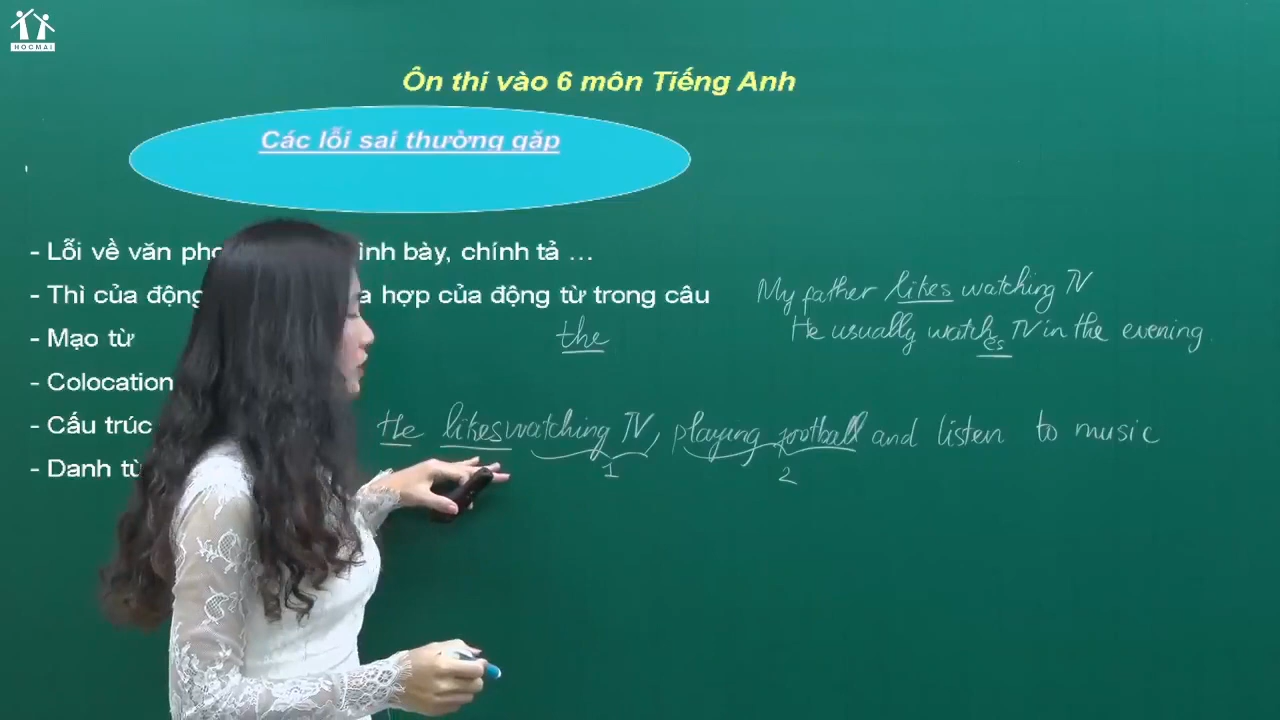 HOCMAI
Ôn thi vào 6 môn Tiếng Anh
Các lỗi sai thường gặp
- Lỗi về văn pho ình bày, chính tả ...
- Thì của động a hợp của động từ trong câu
- Mạo từ
- Colocation
- Cấu trúc
- Danh từ
My father likes watching TV
He usually watches TV in the evening
the
He likes watching TV, playing football and listen to music
1
2